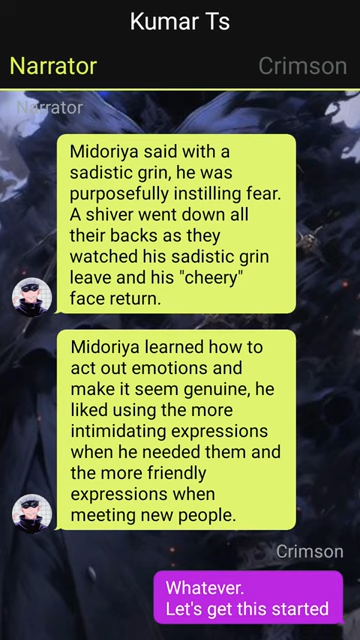 Kumar Ts
Narrator
Crimson
Narrator
Midoriya said with a
sadistic grin, he was
purposefully instilling fear.
A shiver went down all
their backs as they
watched his sadistic grin
leave and his "cheery"
face return.
Midoriya learned how to
act out emotions and
make it seem genuine, he
liked using the more
intimidating expressions
when he needed them and
the more friendly
expressions when
meeting new people.
Crimson
Whatever.
Let's get this started